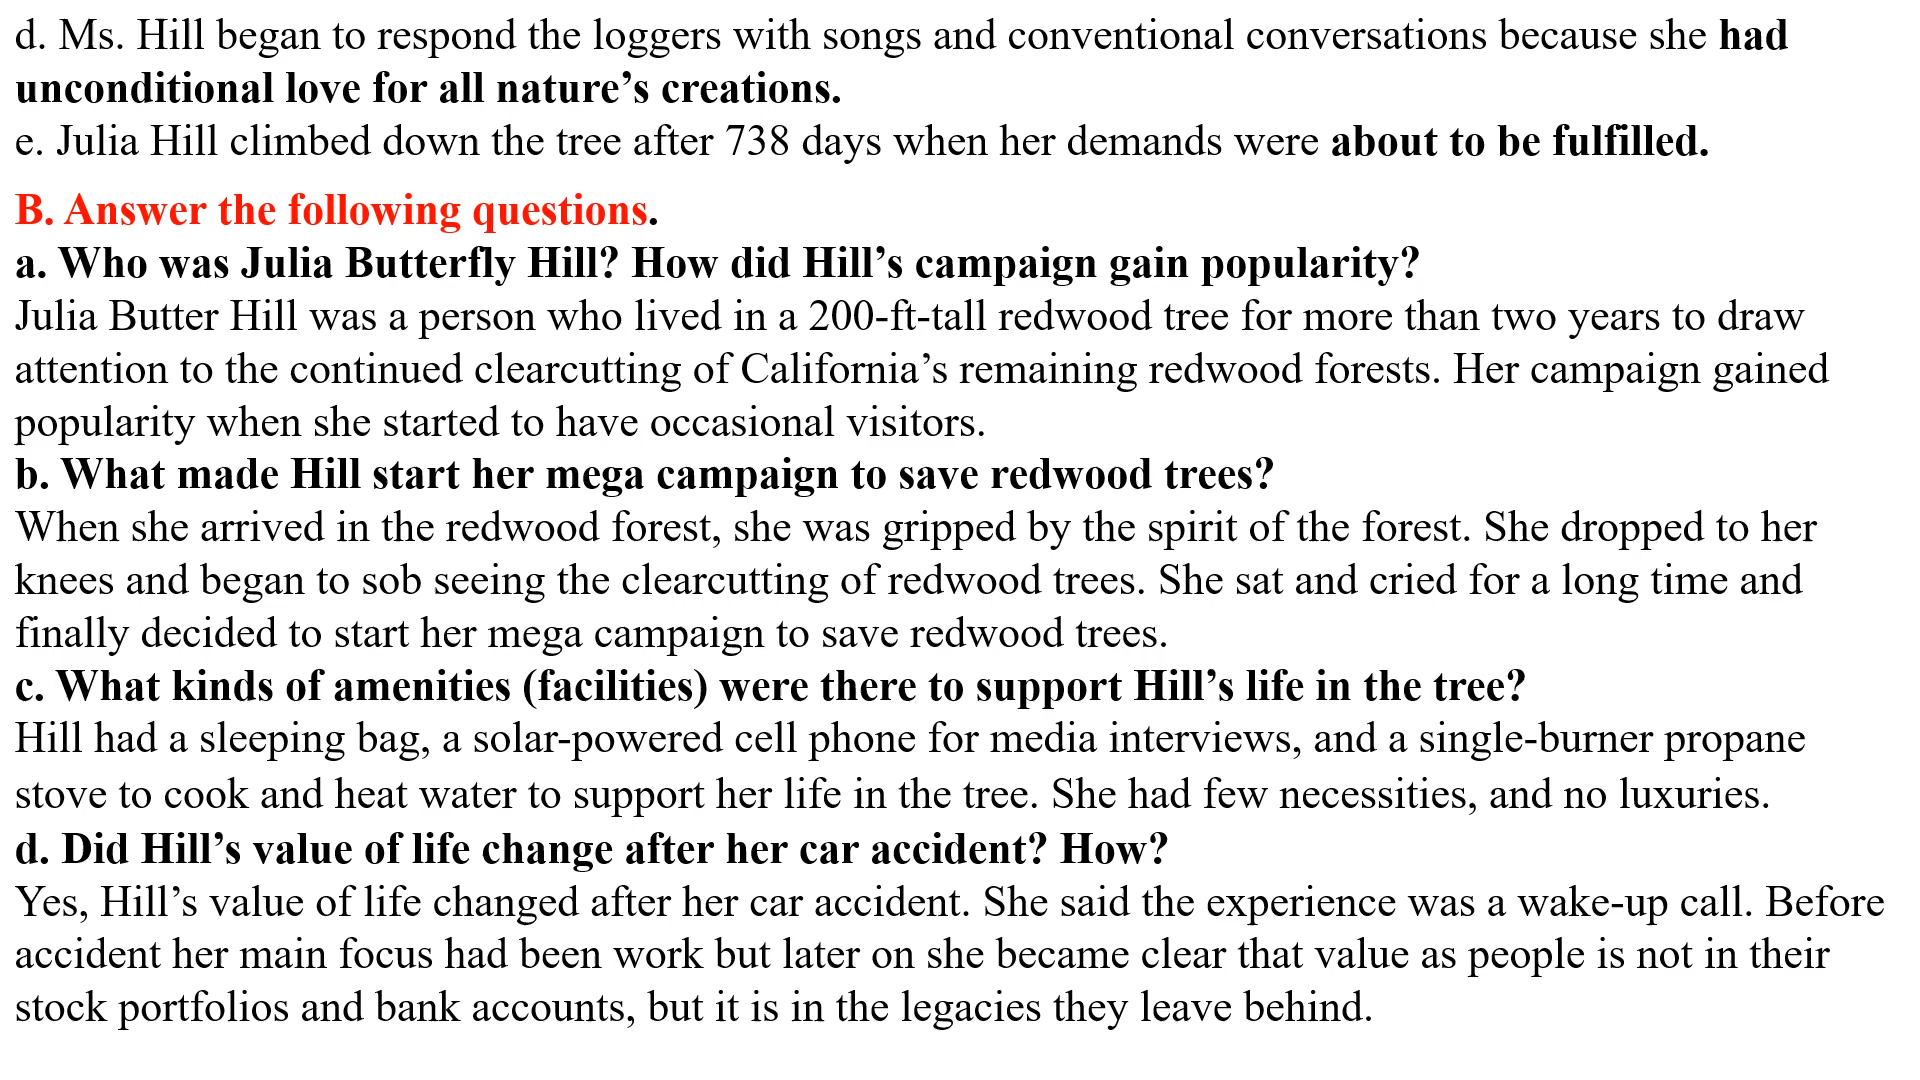 d. Ms. Hill began to respond the loggers with songs and conventional conversations because she had
unconditional love for all nature’s creations.
e. Julia Hill climbed down the tree after 738 days when her demands were about to be fulfilled.
B. Answer the following questions.
a. Who was Julia Butterfly Hill? How did Hill’s campaign gain popularity?
Julia Butter Hill was a person who lived in a 200-ft-tall redwood tree for more than two years to draw
attention to the continued clearcutting of California’s remaining redwood forests. Her campaign gained
popularity when she started to have occasional visitors.
b. What made Hill start her mega campaign to save redwood trees?
When she arrived in the redwood forest, she was gripped by the spirit of the forest. She dropped to her
knees and began to sob seeing the clearcutting of redwood trees. She sat and cried for a long time and
finally decided to start her mega campaign to save redwood trees.
c. What kinds of amenities (facilities) were there to support Hill’s life in the tree?
Hill had a sleeping bag, a solar-powered cell phone for media interviews, and a single-burner propane
stove to cook and heat water to support her life in the tree. She had few necessities, and no luxuries.
d. Did Hill’s value of life change after her car accident? How?
Yes, Hill’s value of life changed after her car accident. She said the experience was a wake-up call. Before
accident her main focus had been work but later on she became clear that value as people is not in their
stock portfolios and bank accounts, but it is in the legacies they leave behind.